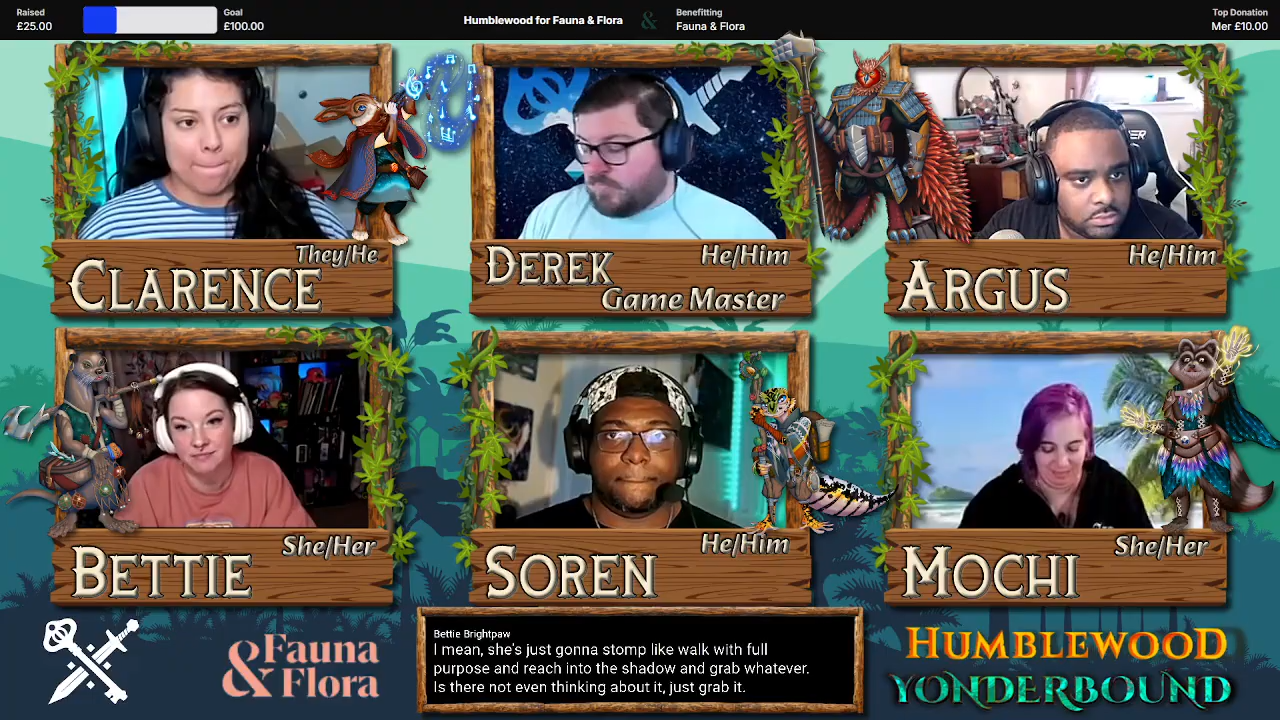 Raised
£25.00
Goal
£100.00
Humblewood for Fauna & Flora
&
Benefitting
Fauna & Flora
Top Donation
Mer £10.00
They/He
CLARENCE
He/Him
DEREK
Game Master
He/Him
ARGUS
She/Her
BETTIE
He/Him
SOREN
She/Her
MOCHI
Fauna
& Flora
Bettie Brightpaw
I mean, she's just gonna stomp like walk with full
purpose and reach into the shadow and grab whatever.
Is there not even thinking about it, just grab it.
HUMBLEWOOD
YONDERBOUND